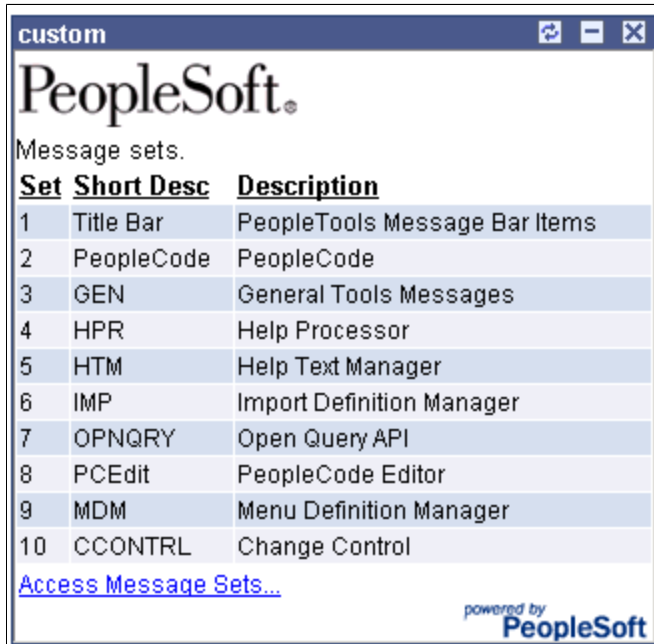 custom
PeopleSoft®
Message sets.
Set Short Desc Description
1 Title Bar PeopleTools Message Bar Items
2 PeopleCode PeopleCode
3 GEN General Tools Messages
4 HPR Help Processor
5 HTM Help Text Manager
6 IMP Import Definition Manager
7 OPNQRY Open Query API
8 PCEdit PeopleCode Editor
9 MDM Menu Definition Manager
10 CCONTRL Change Control
Access Message Sets...
powered by
PeopleSoft